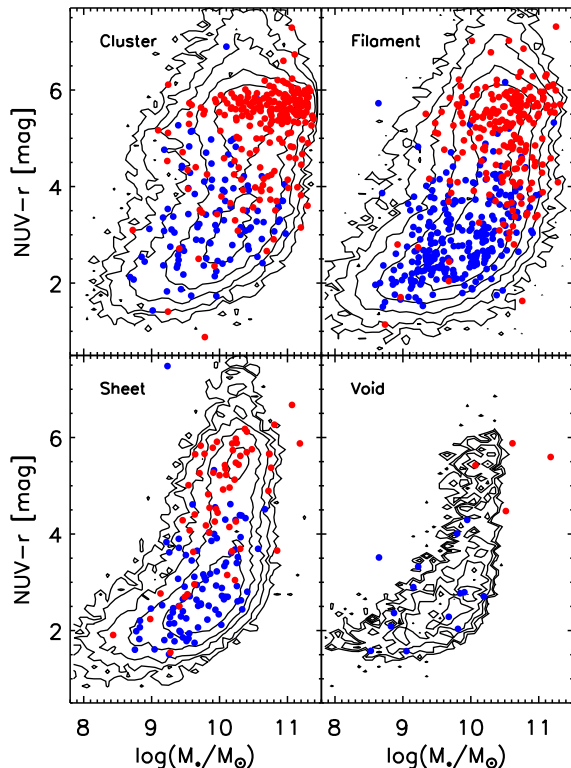 Cluster
Filament
NUV−r [mag]
6
4
2
Sheet
Void
NUV−r [mag]
6
4
2
8 9 10 11 8 9 10 11
log(M⁎/M⊙) log(M⁎/M⊙)